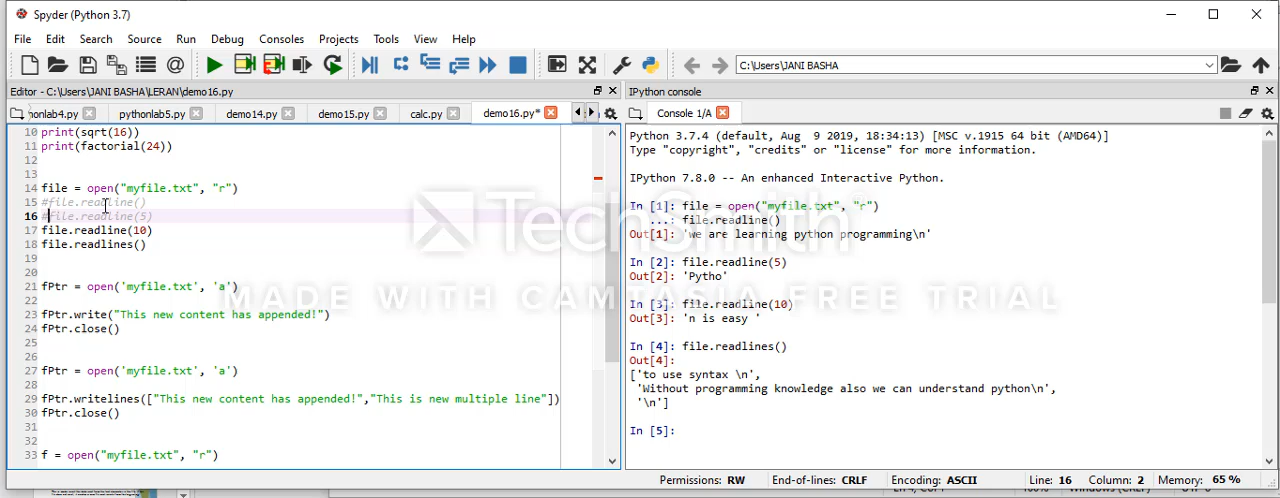 Spyder (Python 3.7)
File Edit Search Source Run Debug Consoles Projects Tools View Help
C:\Users\JANI BASHA
Editor - C:\Users\JANI BASHA\LERAN\demo16.py
IPython console
honlab4.py pythonlab5.py demo14.py demo15.py calc.py demo16.py*
Console 1/A
10 print(sqrt(16))
11 print(factorial(24))
12
13
14 file = open("myfile.txt", "r")
15 #file.readline()
16 #file.readline(5)
17 file.readline(10)
18 file.readlines()
19
20
21 fPtr = open('myfile.txt', 'a')
22
23 fPtr.write("This new content has appended!")
24 fPtr.close()
25
26
27 fPtr = open('myfile.txt', 'a')
28
29 fPtr.writelines(["This new content has appended!","This is new multiple line"])
30 fPtr.close()
31
32
33 f = open("myfile.txt", "r")
Python 3.7.4 (default, Aug 9 2019, 18:34:13) [MSC v.1915 64 bit (AMD64)]
Type "copyright", "credits" or "license" for more information.
IPython 7.8.0 -- An enhanced Interactive Python.
In [1]: file = open("myfile.txt", "r")
...: file.readline()
Out[1]: 'we are learning python programming\n'
In [2]: file.readline(5)
Out[2]: 'Pytho'
In [3]: file.readline(10)
Out[3]: 'n is easy '
In [4]: file.readlines()
Out[4]:
['to use syntax \n',
'Without programming knowledge also we can understand python\n',
'\n']
In [5]:
TechSmith
MADE WITH CAMTASIA FREE TRIAL
Permissions: RW End-of-lines: CRLF Encoding: ASCII Line: 16 Column: 2 Memory: 65 %